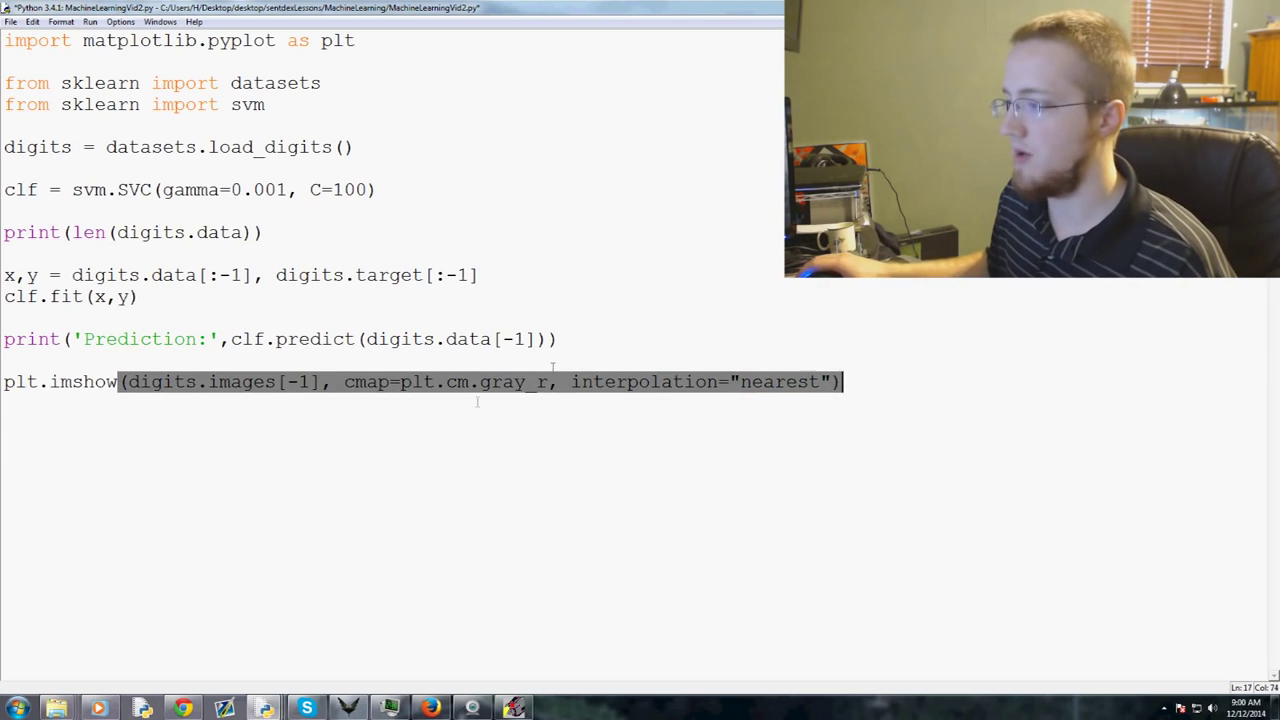 *Python 3.4.1: MachineLearningVid2.py - C:/Users/H/Desktop/desktop/sentdexLessons/MachineLearning/MachineLearningVid2.py*
File Edit Format Run Options Windows Help
import matplotlib.pyplot as plt
from sklearn import datasets
from sklearn import svm
digits = datasets.load_digits()
clf = svm.SVC(gamma=0.001, C=100)
print(len(digits.data))
x,y = digits.data[:-1], digits.target[:-1]
clf.fit(x,y)
print('Prediction:',clf.predict(digits.data[-1]))
plt.imshow(digits.images[-1], cmap=plt.cm.gray_r, interpolation="nearest")
Ln: 17 Col: 74
9:00 AM
12/12/2014